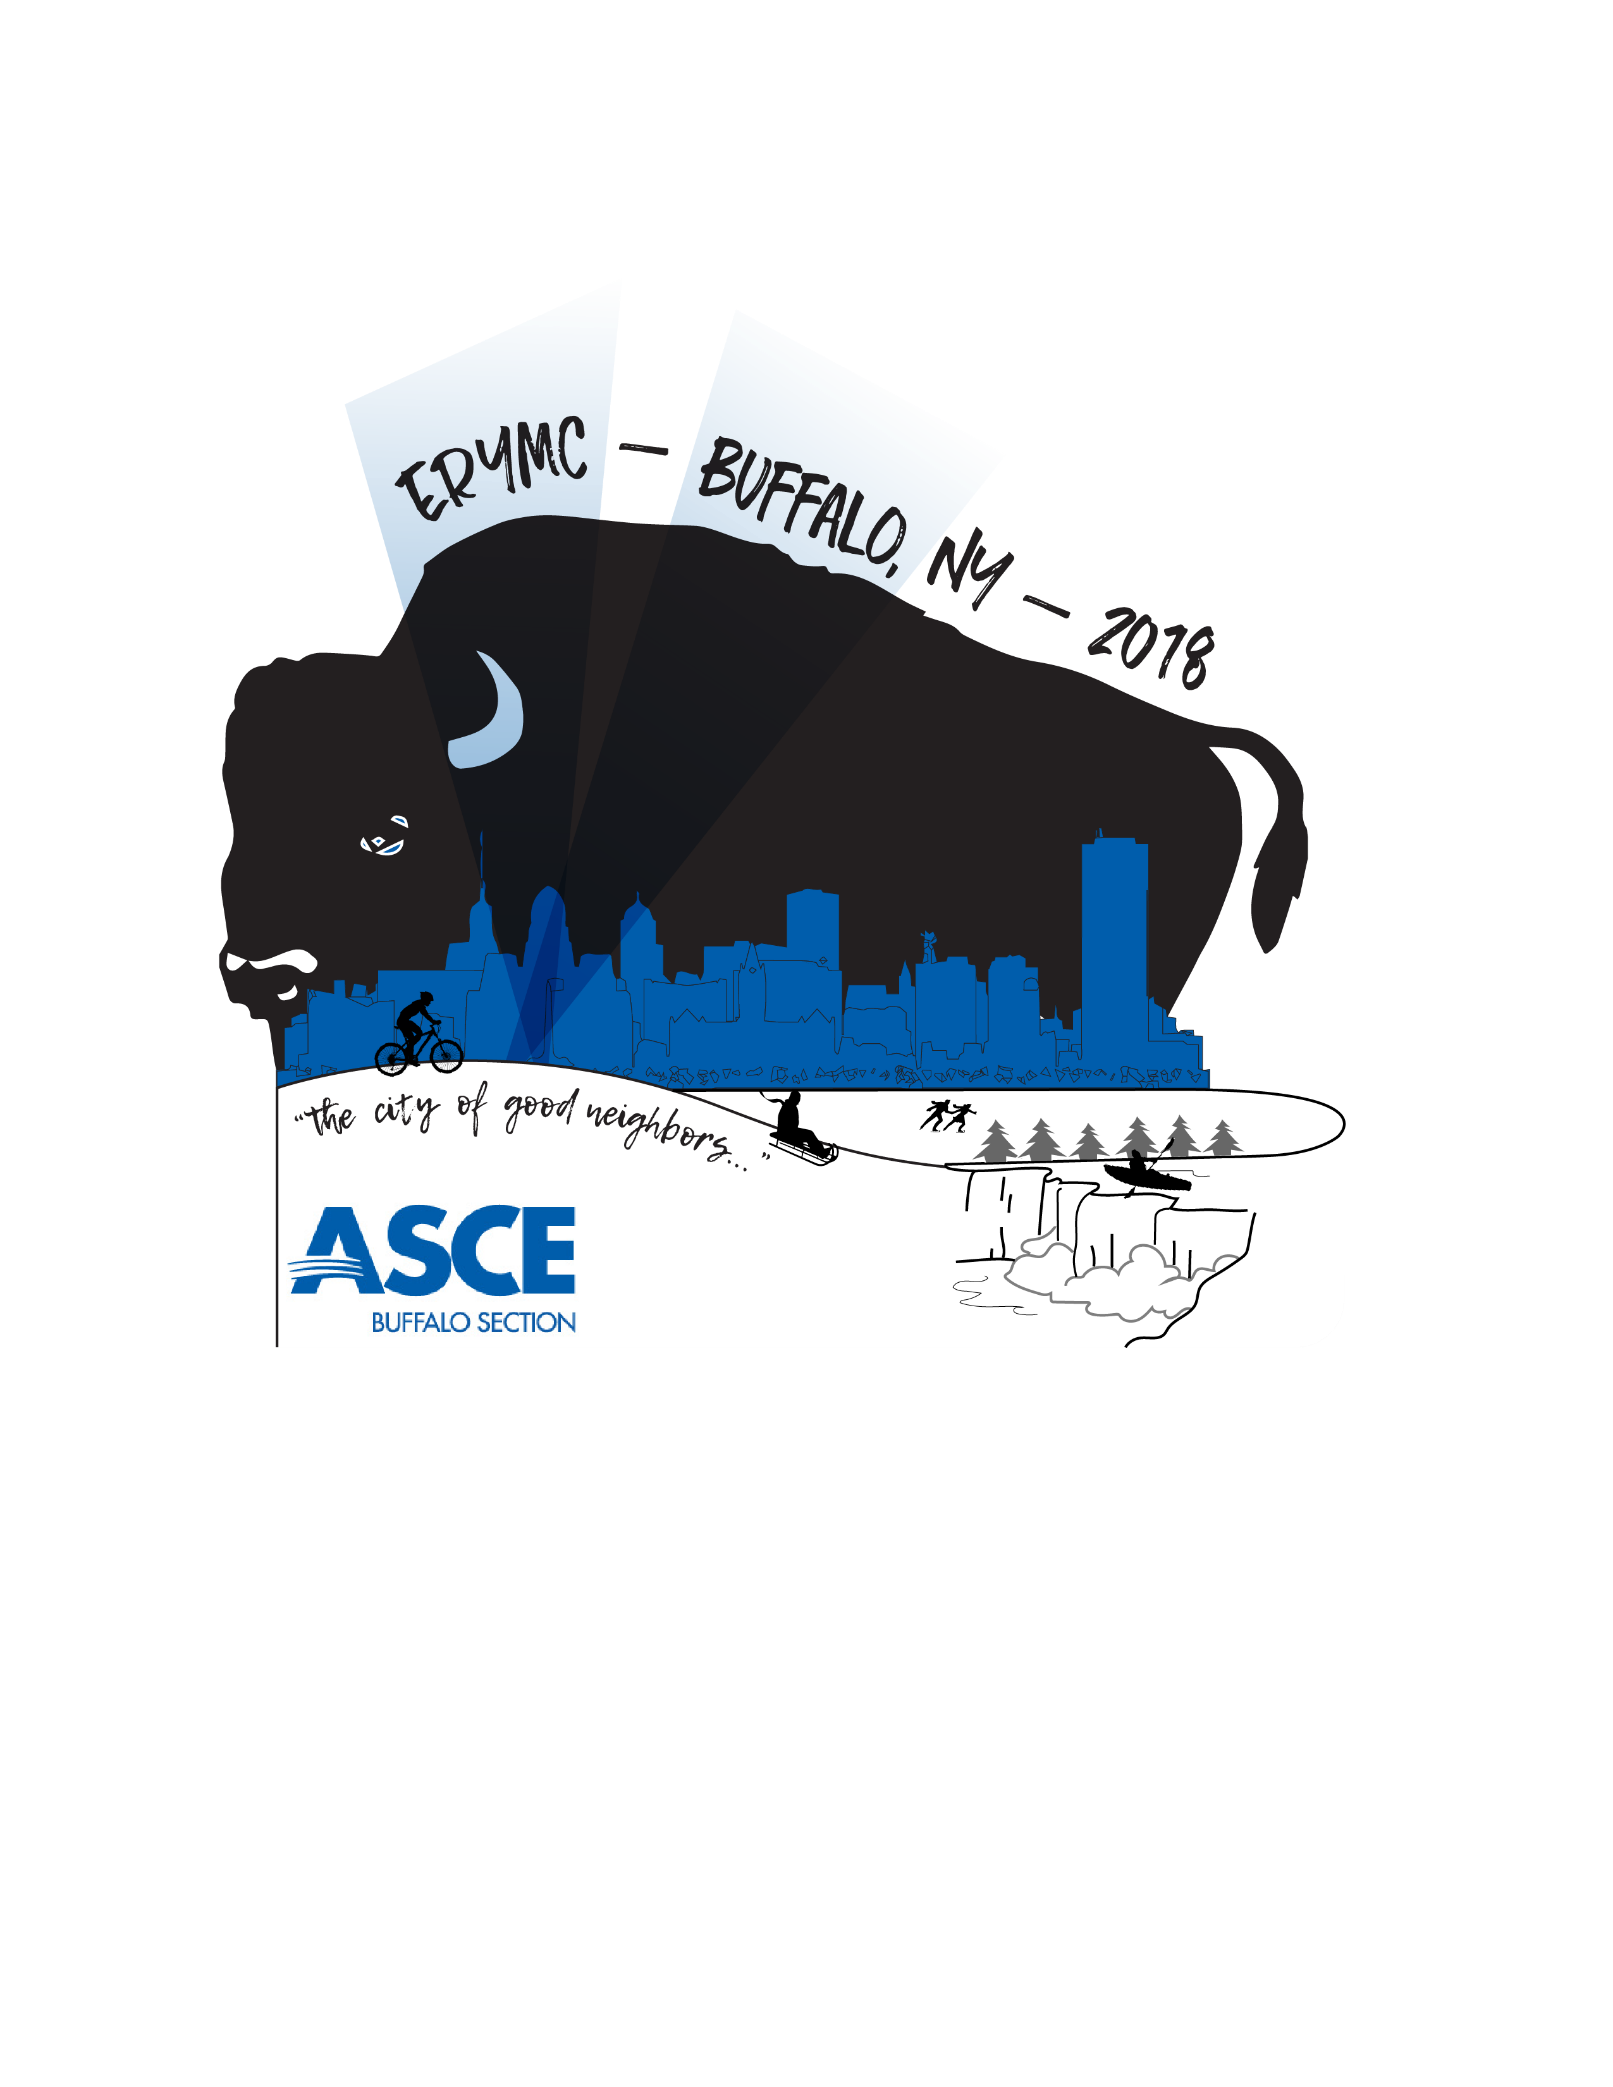 ERYMC — BUFFALO, NY — 2018
“the city of good neighbors...”
ASCE
BUFFALO SECTION